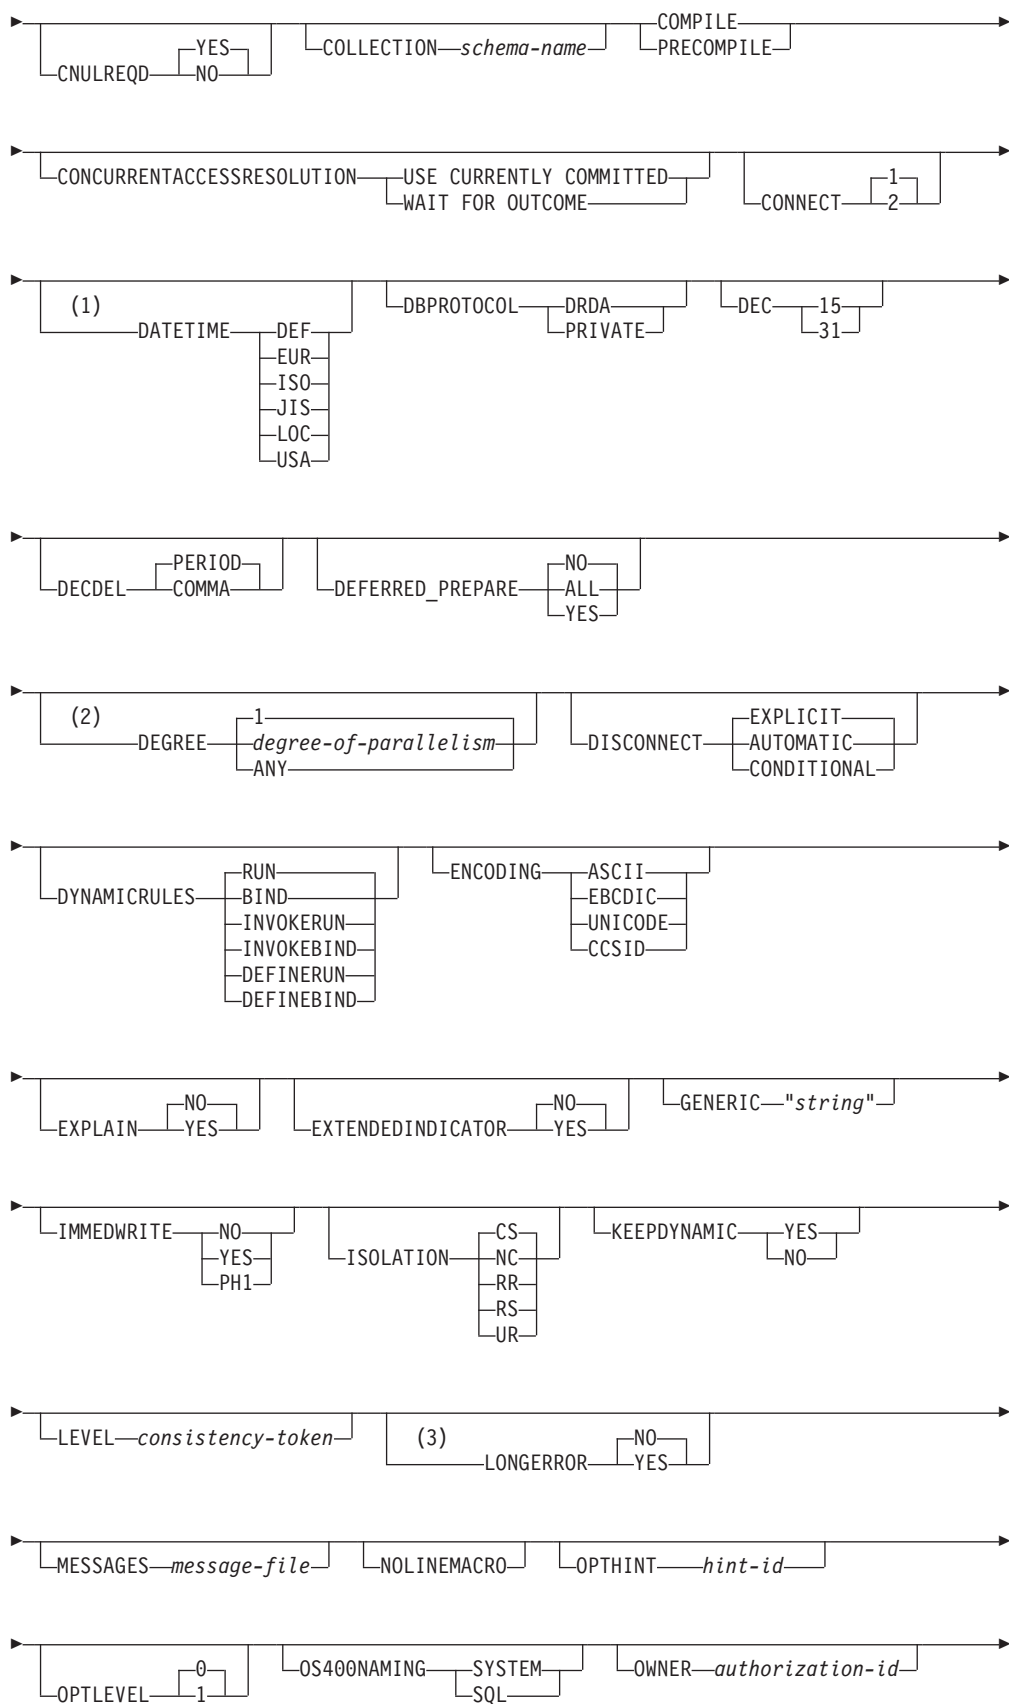 COMPILE
YES COLLECTION schema-name PRECOMPILE
CNULREQD NO
CONCURRENTACCESSRESOLUTION USE CURRENTLY COMMITTED 1
WAIT FOR OUTCOME CONNECT 2
(1) DBPROTOCOL DRDA DEC 15
DATETIME DEF PRIVATE 31
EUR
ISO
JIS
LOC
USA
PERIOD NO
DECDEL COMMA DEFERRED_PREPARE ALL
YES
(2) 1 EXPLICIT
DEGREE degree-of-parallelism DISCONNECT AUTOMATIC
ANY CONDITIONAL
RUN ENCODING ASCII
DYNAMICRULES BIND EBCDIC
INVOKERUN UNICODE
INVOKEBIND CCSID
DEFINERUN
DEFINEBIND
NO NO GENERIC "string"
EXPLAIN YES EXTENDEDINDICATOR YES
IMMEDWRITE NO CS KEEPDYNAMIC YES
YES ISOLATION NC NO
PH1 RR
RS
UR
LEVEL consistency-token (3) NO
LONGERROR YES
MESSAGES message-file NOLINEMACRO OPTHINT hint-id
0 OS400NAMING SYSTEM OWNER authorization-id
OPTLEVEL 1 SQL